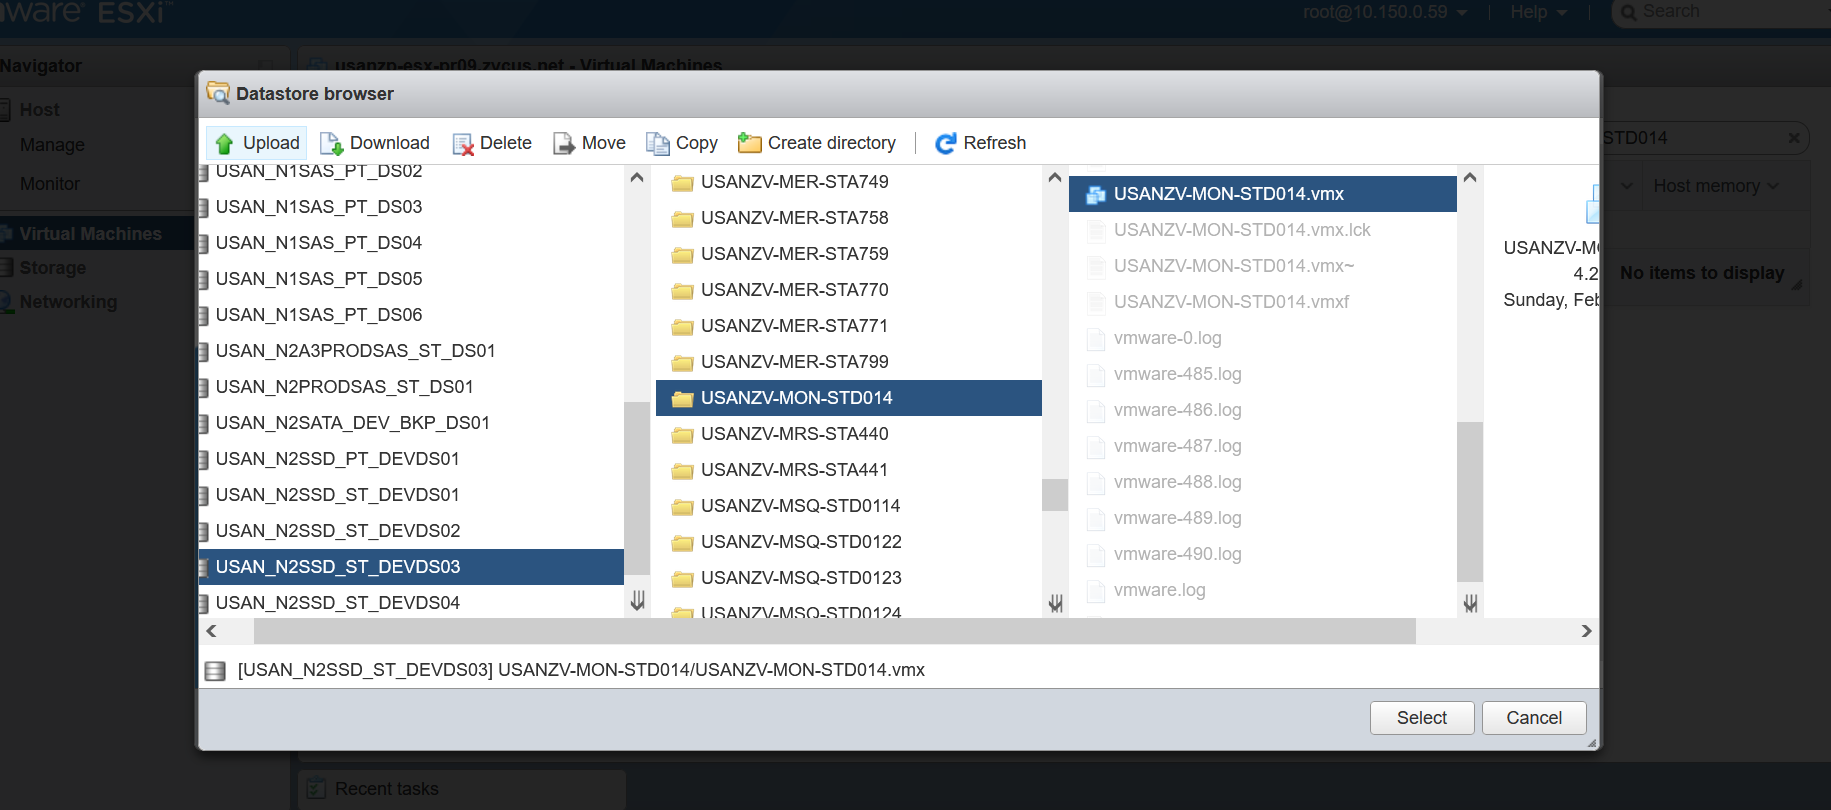 ware ESXi™
root@10.150.0.59 | Help | Search
Navigator
usanzp-esx-pr09.zycus.net - Virtual Machines
Host
Manage
Monitor
Virtual Machines
Storage
Networking
Datastore browser
Upload Download Delete Move Copy Create directory | Refresh
USAN_N1SAS_PT_DS02
USAN_N1SAS_PT_DS03
USAN_N1SAS_PT_DS04
USAN_N1SAS_PT_DS05
USAN_N1SAS_PT_DS06
USAN_N2A3PRODSAS_ST_DS01
USAN_N2PRODSAS_ST_DS01
USAN_N2SATA_DEV_BKP_DS01
USAN_N2SSD_PT_DEVDS01
USAN_N2SSD_ST_DEVDS01
USAN_N2SSD_ST_DEVDS02
USAN_N2SSD_ST_DEVDS03
USAN_N2SSD_ST_DEVDS04
USANZV-MER-STA749
USANZV-MER-STA758
USANZV-MER-STA759
USANZV-MER-STA770
USANZV-MER-STA771
USANZV-MER-STA799
USANZV-MON-STD014
USANZV-MRS-STA440
USANZV-MRS-STA441
USANZV-MSQ-STD0114
USANZV-MSQ-STD0122
USANZV-MSQ-STD0123
USANZV-MSQ-STD0124
USANZV-MON-STD014.vmx
USANZV-MON-STD014.vmx.lck
USANZV-MON-STD014.vmx~
USANZV-MON-STD014.vmxf
vmware-0.log
vmware-485.log
vmware-486.log
vmware-487.log
vmware-488.log
vmware-489.log
vmware-490.log
vmware.log
USANZV-M
4.2
Sunday, Feb
STD014
Host memory
No items to display
[USAN_N2SSD_ST_DEVDS03] USANZV-MON-STD014/USANZV-MON-STD014.vmx
Select Cancel
Recent tasks